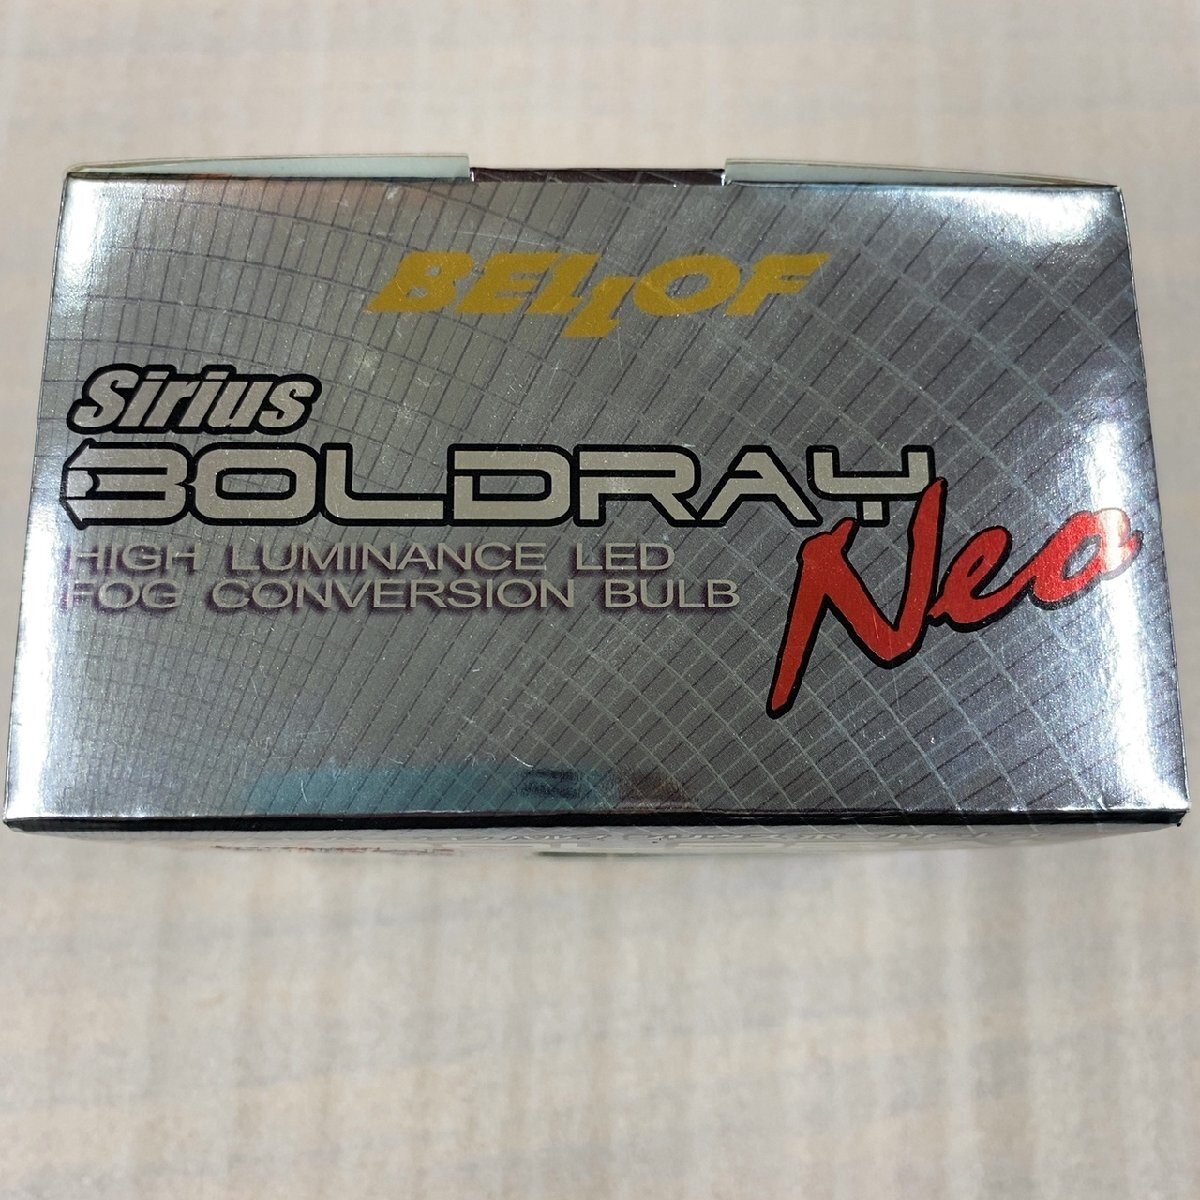 BELLOF
Sirius
BOLDRAY
Neo
HIGH LUMINANCE LED
FOG CONVERSION BULB